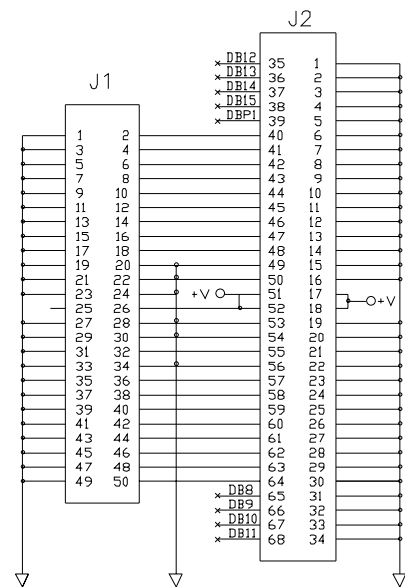 J2
J1
DB12 35 1
DB13 36 2
DB14 37 3
DB15 38 4
DBP1 39 5
1 2 40 6
3 4 41 7
5 6 42 8
7 8 43 9
9 10 44 10
11 12 45 11
13 14 46 12
15 16 47 13
17 18 48 14
19 20 49 15
21 22 50 16
23 24 +V 51 17 +V
25 26 52 18
27 28 53 19
29 30 54 20
31 32 55 21
33 34 56 22
35 36 57 23
37 38 58 24
39 40 59 25
41 42 60 26
43 44 61 27
45 46 62 28
47 48 63 29
49 50 64 30
DB8 65 31
DB9 66 32
DB10 67 33
DB11 68 34